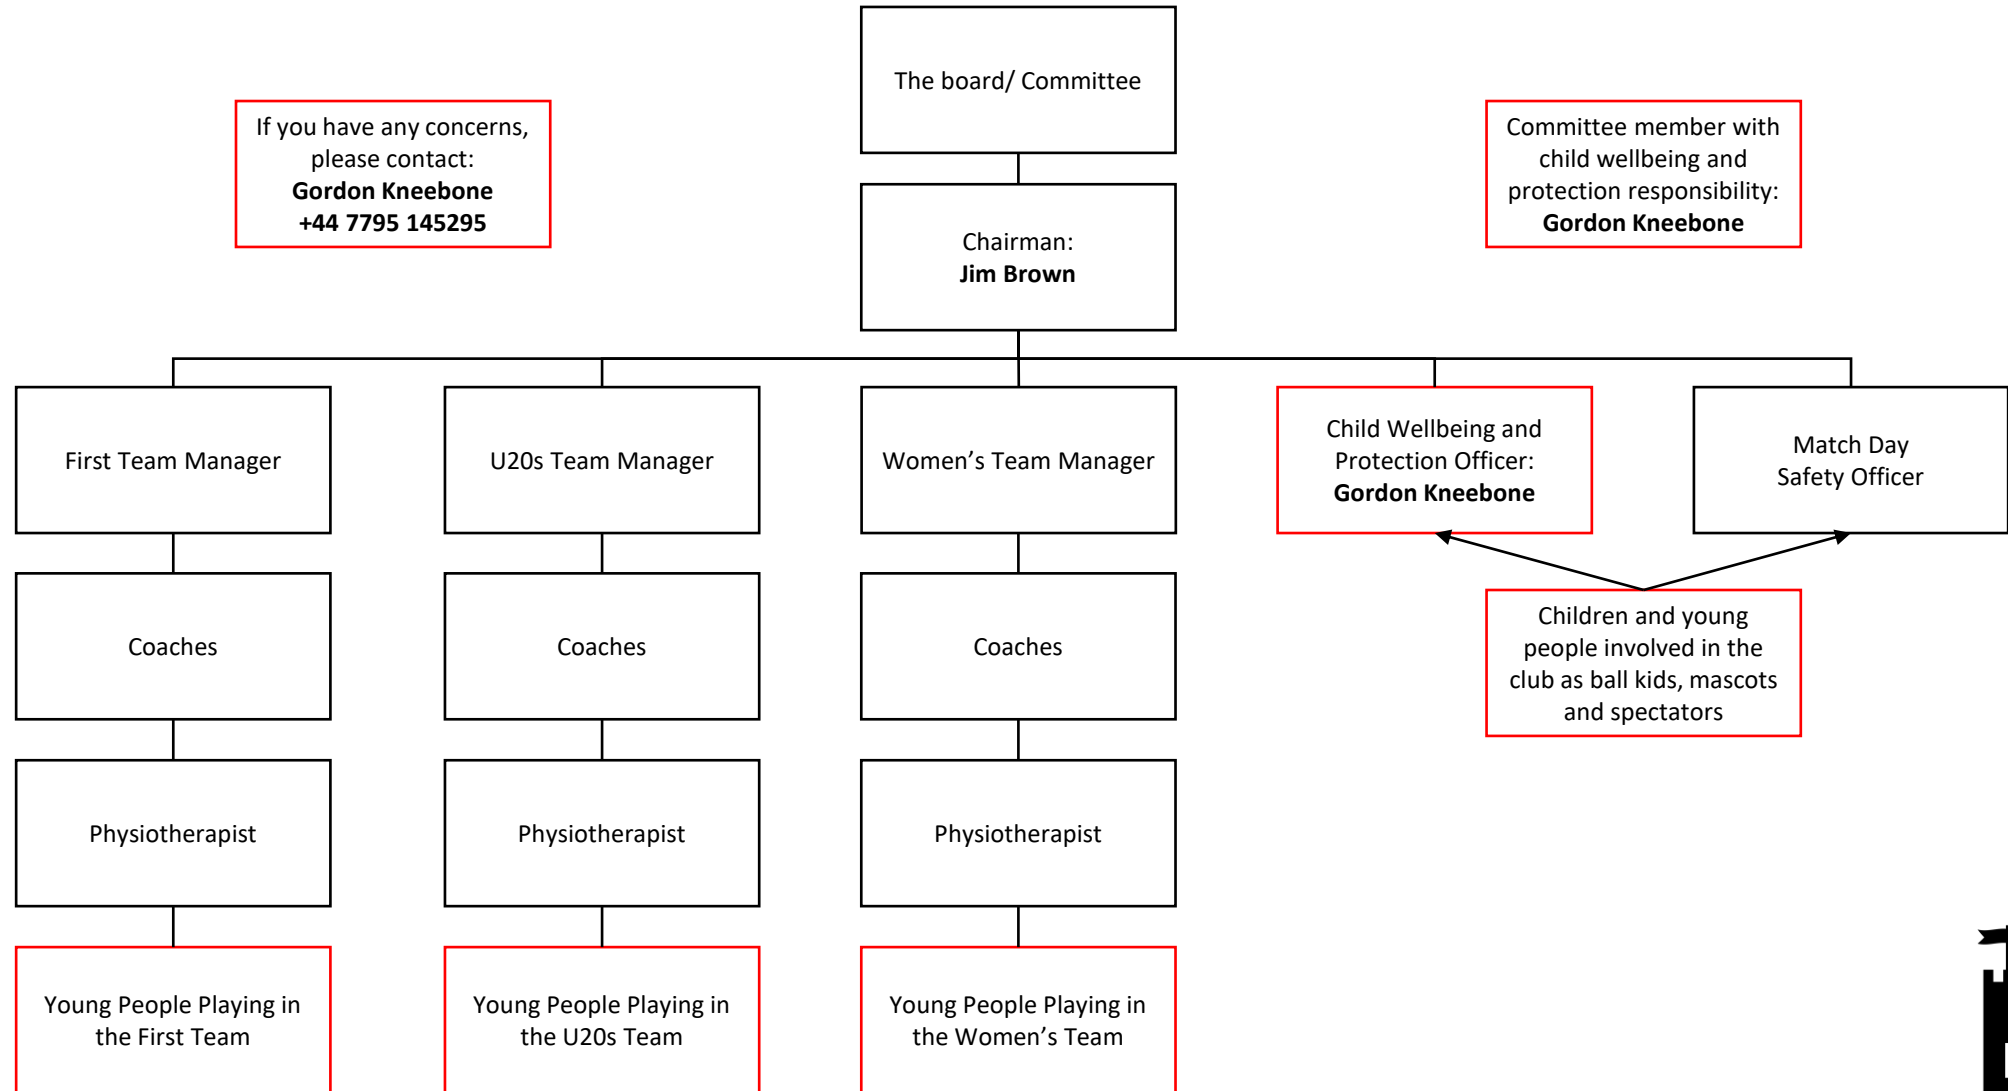 The board/ Committee
If you have any concerns,
please contact:
Gordon Kneebone
+44 7795 145295
Committee member with
child wellbeing and
protection responsibility:
Gordon Kneebone
Chairman:
Jim Brown
First Team Manager
U20s Team Manager
Women’s Team Manager
Child Wellbeing and
Protection Officer:
Gordon Kneebone
Match Day
Safety Officer
Coaches
Coaches
Coaches
Children and young
people involved in the
club as ball kids, mascots
and spectators
Physiotherapist
Physiotherapist
Physiotherapist
Young People Playing in
the First Team
Young People Playing in
the U20s Team
Young People Playing in
the Women’s Team